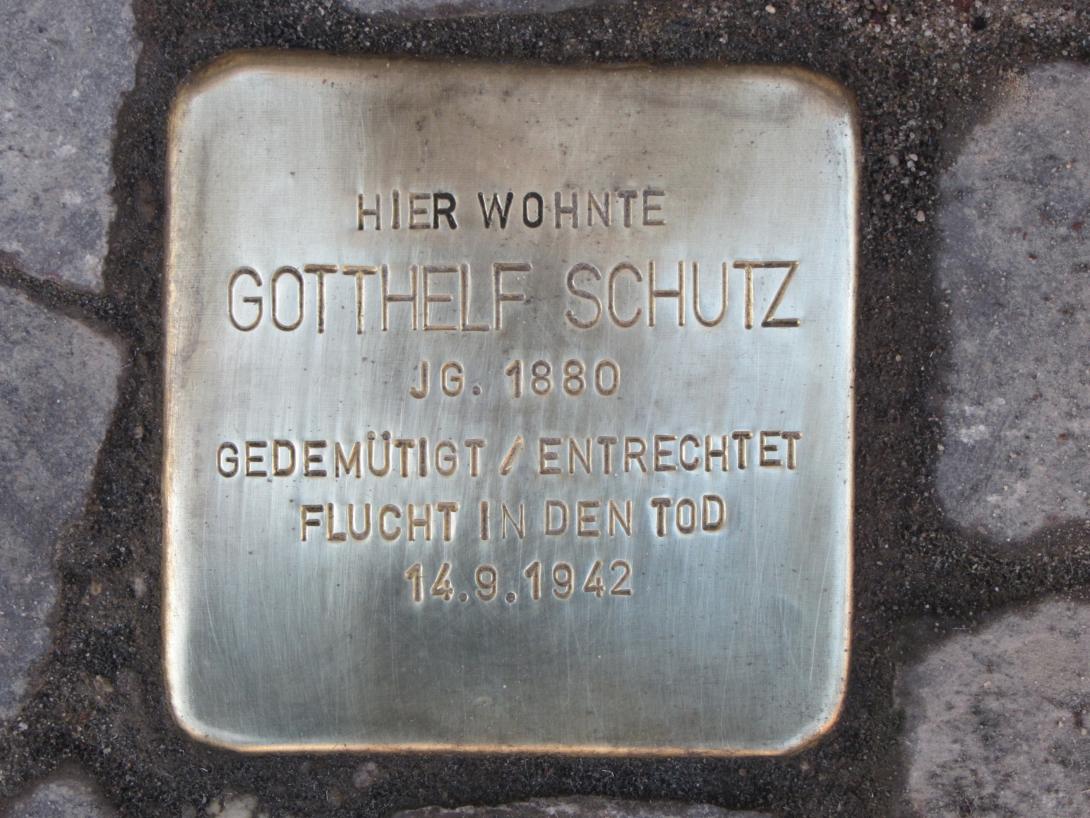 HIER WOHNTE
GOTTHELF SCHUTZ
JG. 1880
GEDEMÜTIGT / ENTRECHTET
FLUCHT IN DEN TOD
14.9.1942